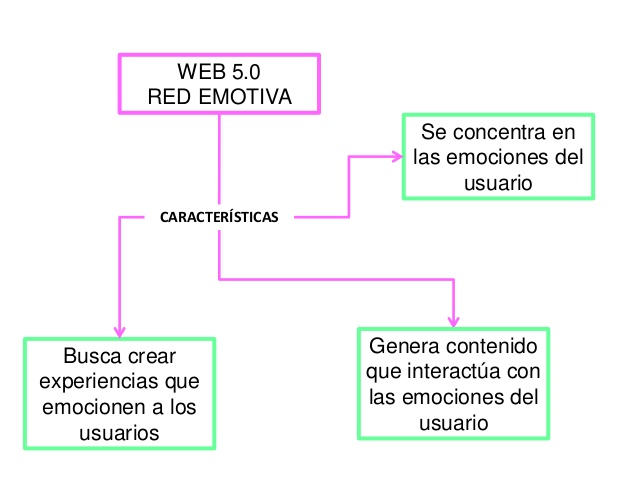 WEB 5.0
RED EMOTIVA
Se concentra en
las emociones del
usuario
CARACTERÍSTICAS
Busca crear
experiencias que
emocionen a los
usuarios
Genera contenido
que interactúa con
las emociones del
usuario